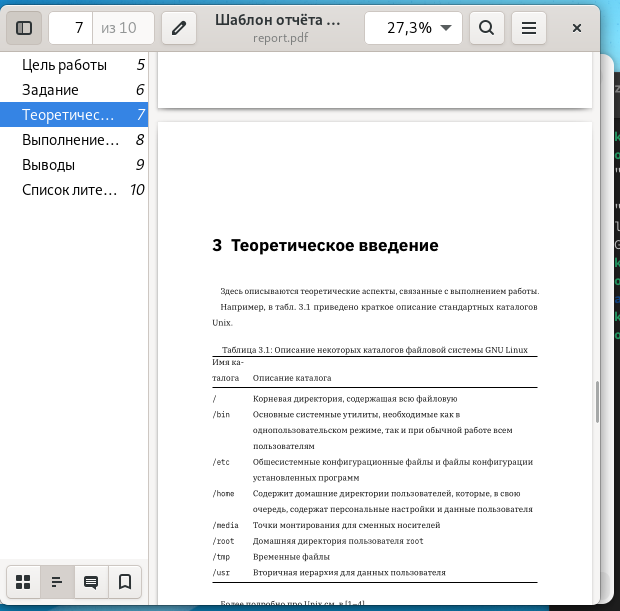 7 из 10
Шаблон отчёта ...
report.pdf
27,3%
Цель работы 5
Задание 6
Теоретичес... 7
Выполнение... 8
Выводы 9
Список лите... 10
3 Теоретическое введение
Здесь описываются теоретические аспекты, связанные с выполнением работы.
Например, в табл. 3.1 приведено краткое описание стандартных каталогов
Unix.
Таблица 3.1: Описание некоторых каталогов файловой системы GNU Linux
Имя ка-
талога Описание каталога
/ Корневая директория, содержащая всю файловую
/bin Основные системные утилиты, необходимые как в
однопользовательском режиме, так и при обычной работе всем
пользователям
/etc Общесистемные конфигурационные файлы и файлы конфигурации
установленных программ
/home Содержит домашние директории пользователей, которые, в свою
очередь, содержат персональные настройки и данные пользователя
/media Точки монтирования для сменных носителей
/root Домашняя директория пользователя root
/tmp Временные файлы
/usr Вторичная иерархия для данных пользователя
Более подробно про Unix см. в [1–4]